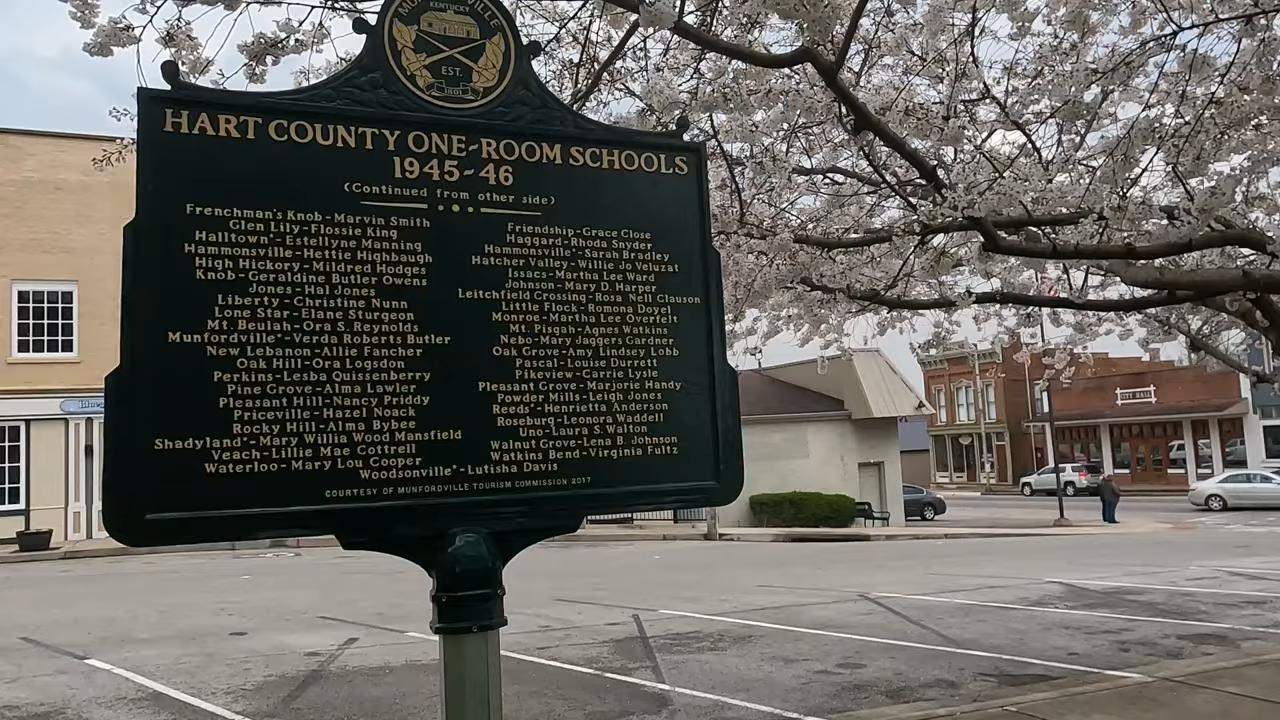 MUNFORDVILLE
KENTUCKY
EST.
1801
HART COUNTY ONE-ROOM SCHOOLS
1945-46
(Continued from other side)
Frenchman's Knob-Marvin Smith
Glen Lily-Flossie King
Halltown*-Estellyne Manning
Hammonsville-Hettie Highbaugh
High Hickory-Mildred Hodges
Knob-Geraldine Butler Owens
Jones-Hal Jones
Liberty-Christine Nunn
Lone Star-Elane Sturgeon
Mt. Beulah-Ora S. Reynolds
Munfordville*-Verda Roberts Butler
New Lebanon-Allie Fancher
Oak Hill-Ora Logsdon
Perkins-Lesba Quissenberry
Pine Grove-Alma Lawler
Pleasant Hill-Nancy Priddy
Priceville-Hazel Noack
Rocky Hill-Alma Bybee
Shadyland*-Mary Willia Wood Mansfield
Veach-Lillie Mae Cottrell
Waterloo-Mary Lou Cooper
Friendship-Grace Close
Haggard-Rhoda Snyder
Hammonsville*-Sarah Bradley
Hatcher Valley-Willie Jo Veluzat
Issacs-Martha Lee Ward
Johnson-Mary D. Harper
Leitchfield Crossing-Rosa Nell Clauson
Little Flock-Romona Doyel
Monroe-Martha Lee Overfelt
Mt. Pisgah-Agnes Watkins
Nebo-Mary Jaggers Gardner
Oak Grove-Amy Lindsey Lobb
Pascal-Louise Durrett
Pikeview-Carrie Lysle
Pleasant Grove-Marjorie Handy
Powder Mills-Leigh Jones
Reeds*-Henrietta Anderson
Roseburg-Leonora Waddell
Uno-Laura S. Walton
Walnut Grove-Lena B. Johnson
Watkins Bend-Virginia Fultz
Woodsonville*-Lutisha Davis
COURTESY OF MUNFORDVILLE TOURISM COMMISSION 2017
CITY HALL